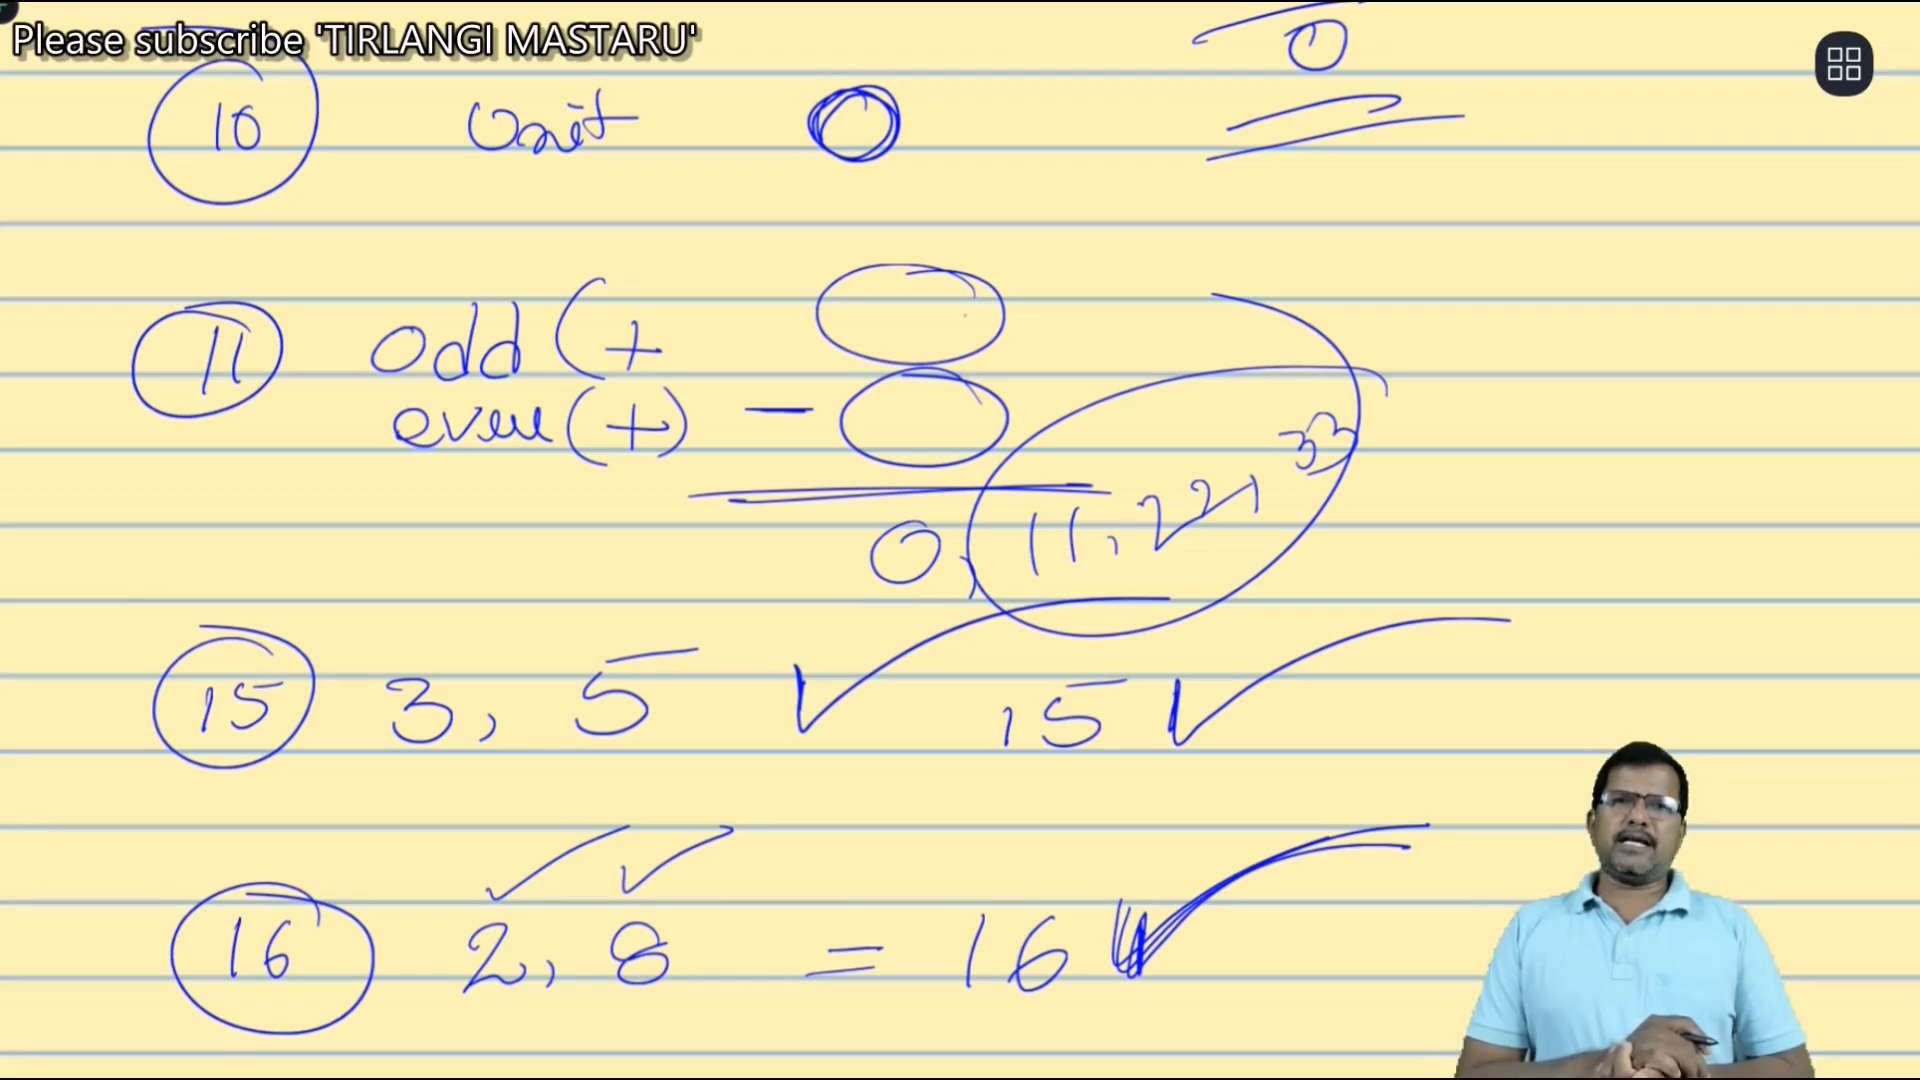 Please subscribe 'TIRLANGI MASTARU'
0
10 Unit 0
11 odd (+
even (+) —
0, 11, 22, 33
15 3, 5 ✓ 15 ✓
✓ ✓
16 2, 8 = 16 ✓